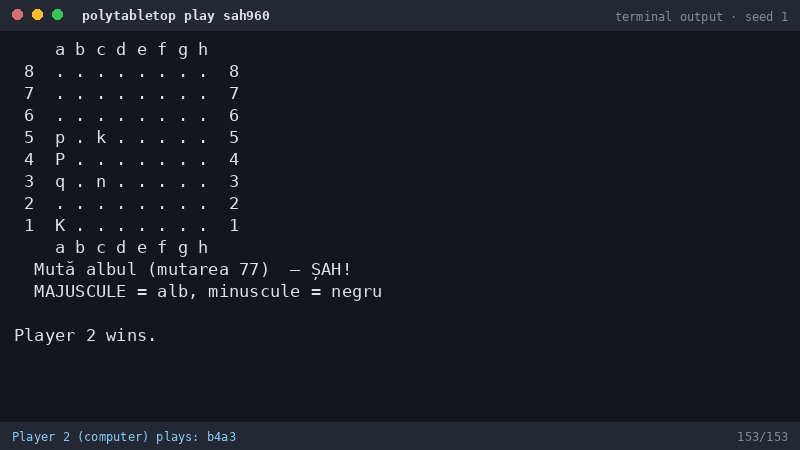 polytabletop play sah960
terminal output · seed 1
a b c d e f g h
8 . . . . . . . . 8
7 . . . . . . . . 7
6 . . . . . . . . 6
5 p . k . . . . . 5
4 P . . . . . . . 4
3 q . n . . . . . 3
2 . . . . . . . . 2
1 K . . . . . . . 1
a b c d e f g h
Mută albul (mutarea 77) — ȘAH!
MAJUSCULE = alb, minuscule = negru
Player 2 wins.
Player 2 (computer) plays: b4a3
153/153